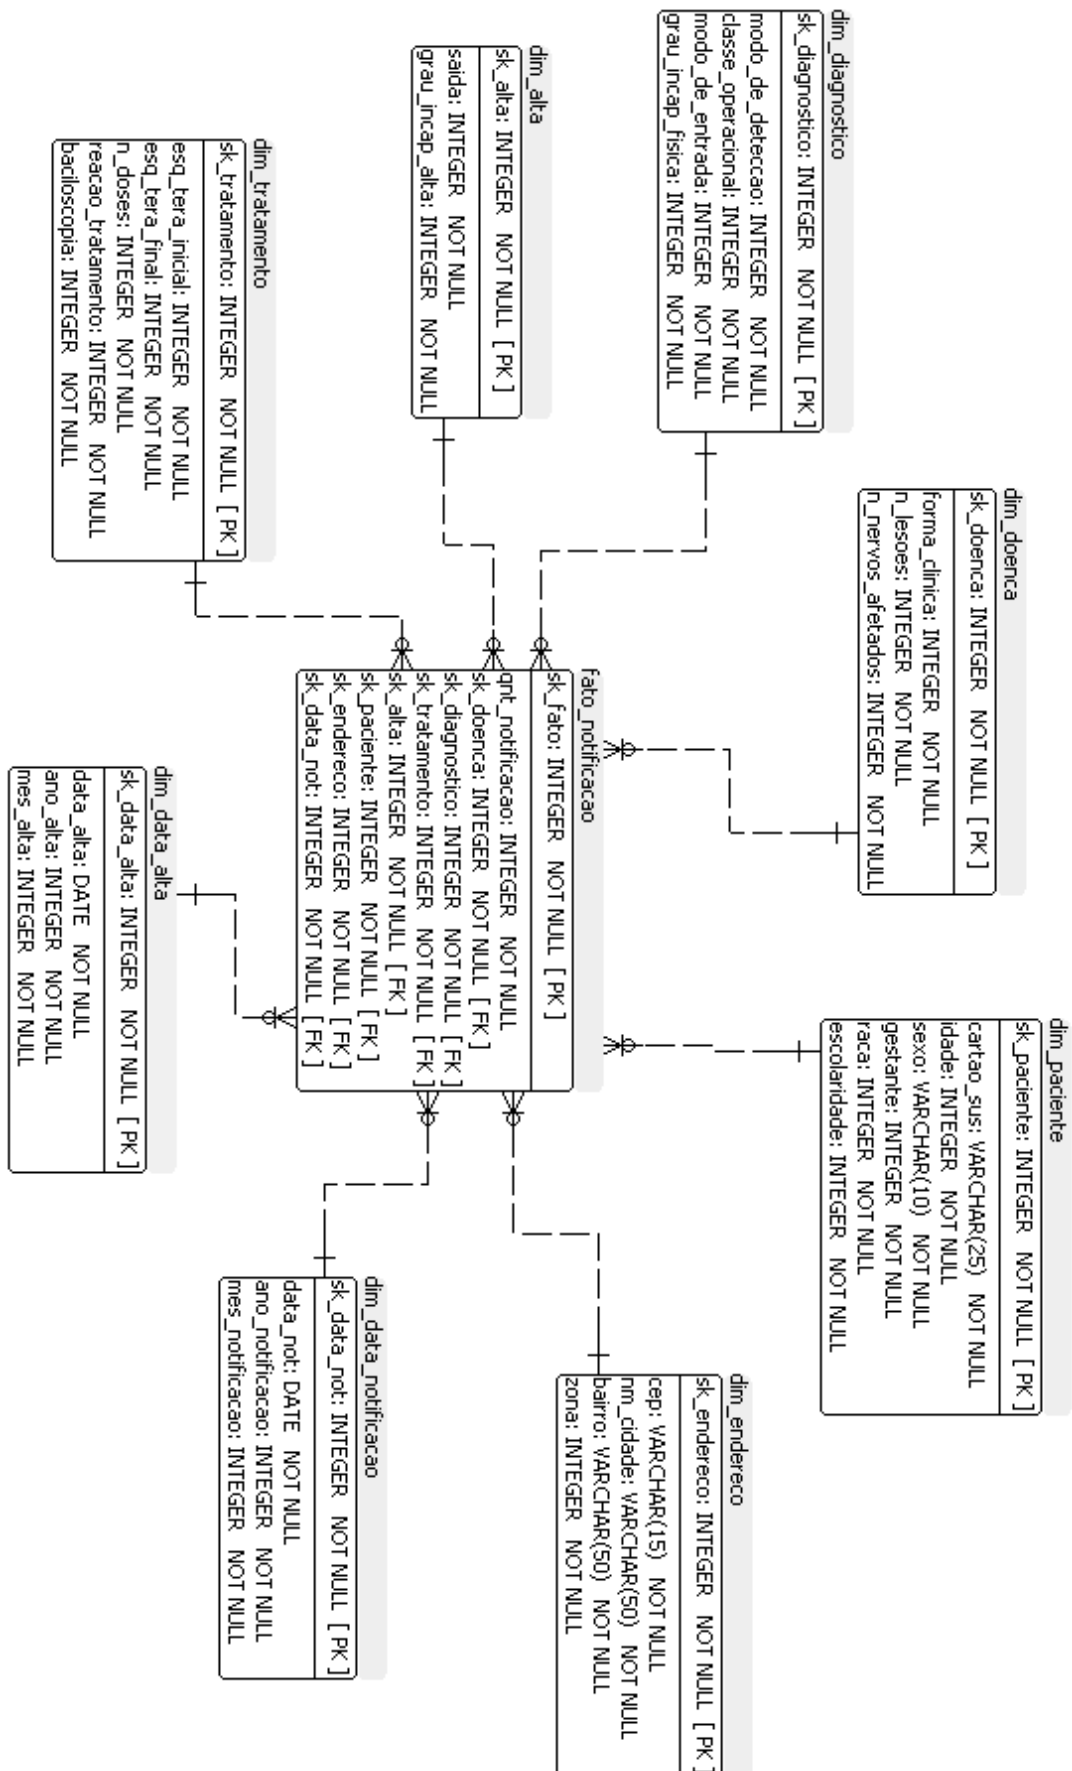 dim_diagnostico
sk_diagnostico: INTEGER NOT NULL [ PK ]
modo_de_deteccao: INTEGER NOT NULL
classe_operacional: INTEGER NOT NULL
modo_de_entrada: INTEGER NOT NULL
grau_incap_fisica: INTEGER NOT NULL
dim_doenca
sk_doenca: INTEGER NOT NULL [ PK ]
forma_clinica: INTEGER NOT NULL
n_lesoes: INTEGER NOT NULL
n_nervos_afetados: INTEGER NOT NULL
dim_paciente
sk_paciente: INTEGER NOT NULL [ PK ]
cartao_sus: VARCHAR(25) NOT NULL
idade: INTEGER NOT NULL
sexo: VARCHAR(10) NOT NULL
gestante: INTEGER NOT NULL
raca: INTEGER NOT NULL
escolaridade: INTEGER NOT NULL
dim_alta
sk_alta: INTEGER NOT NULL [ PK ]
saida: INTEGER NOT NULL
grau_incap_alta: INTEGER NOT NULL
fato_notificacao
sk_fato: INTEGER NOT NULL [ PK ]
qnt_notificacao: INTEGER NOT NULL
sk_doenca: INTEGER NOT NULL [ FK ]
sk_diagnostico: INTEGER NOT NULL [ FK ]
sk_tratamento: INTEGER NOT NULL [ FK ]
sk_alta: INTEGER NOT NULL [ FK ]
sk_paciente: INTEGER NOT NULL [ FK ]
sk_endereco: INTEGER NOT NULL [ FK ]
sk_data_not: INTEGER NOT NULL [ FK ]
dim_endereco
sk_endereco: INTEGER NOT NULL [ PK ]
cep: VARCHAR(15) NOT NULL
nm_cidade: VARCHAR(50) NOT NULL
bairro: VARCHAR(50) NOT NULL
zona: INTEGER NOT NULL
dim_tratamento
sk_tratamento: INTEGER NOT NULL [ PK ]
esq_tera_inicial: INTEGER NOT NULL
esq_tera_final: INTEGER NOT NULL
n_doses: INTEGER NOT NULL
reacao_tratamento: INTEGER NOT NULL
baciloscopia: INTEGER NOT NULL
dim_data_alta
sk_data_alta: INTEGER NOT NULL [ PK ]
data_alta: DATE NOT NULL
ano_alta: INTEGER NOT NULL
mes_alta: INTEGER NOT NULL
dim_data_notificacao
sk_data_not: INTEGER NOT NULL [ PK ]
data_not: DATE NOT NULL
ano_notificacao: INTEGER NOT NULL
mes_notificacao: INTEGER NOT NULL